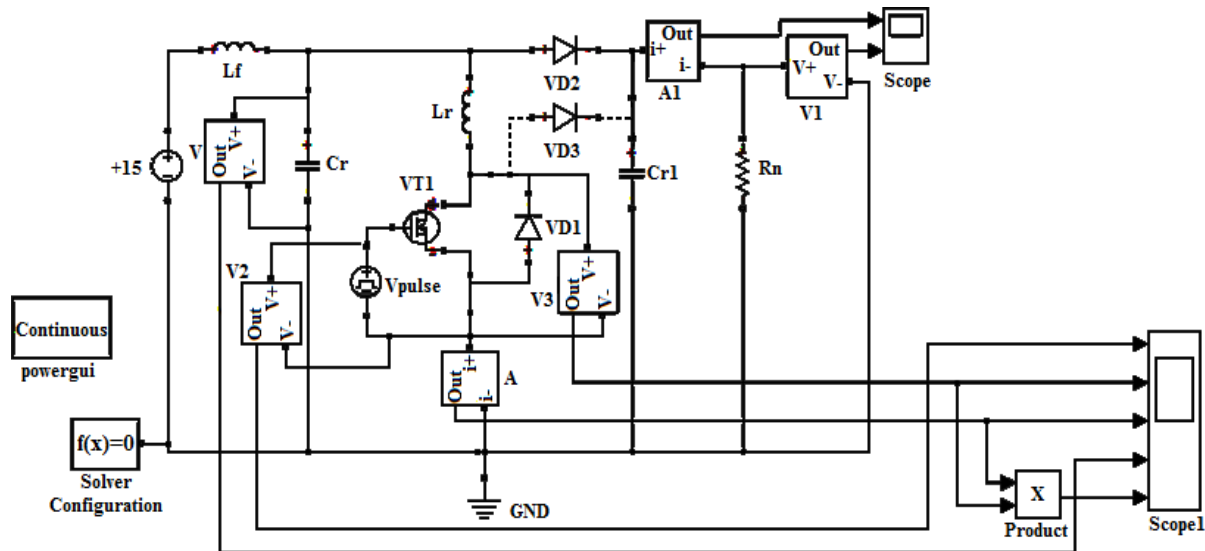 Lf
VD2
Out
i+
i-
A1
Out
V+
V-
V1
Scope
V
Out
V+
V-
+15
Cr
Lr
VD3
Cr1
Rn
VT1
VD1
V2
Out
V+
V-
Vpulse
V3
Out
V+
V-
Continuous
powergui
Out
i+
i-
A
f(x)=0
Solver
Configuration
GND
X
Product
Scope1